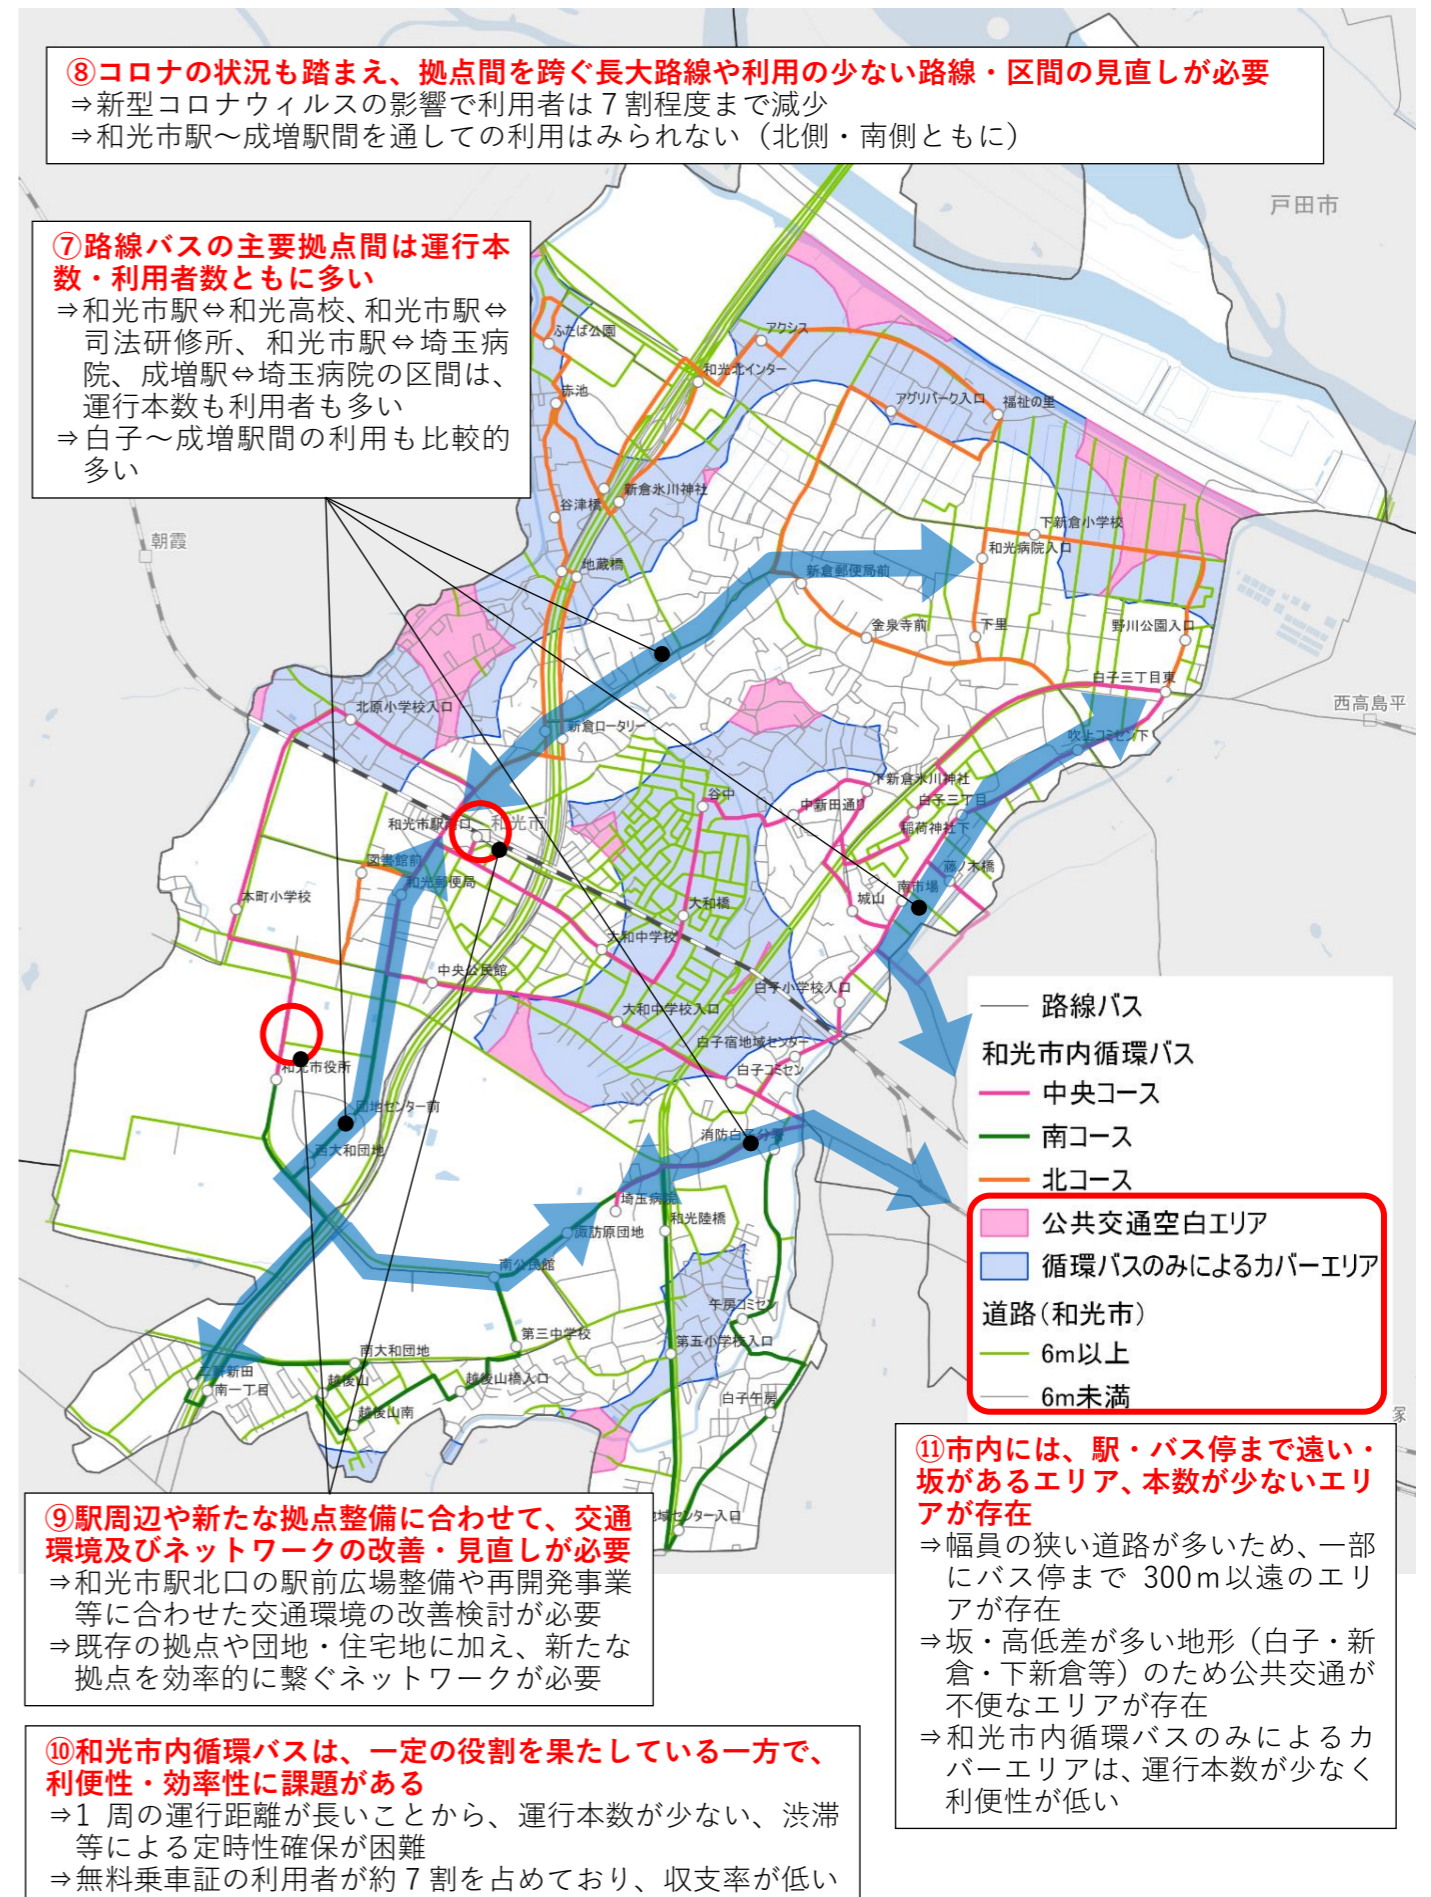 ⑧コロナの状況も踏まえ、拠点間を跨ぐ長大路線や利用の少ない路線・区間の見直しが必要
⇒新型コロナウィルスの影響で利用者は７割程度まで減少
⇒和光市駅～成増駅間を通しての利用はみられない（北側・南側ともに）
戸田市
⑦路線バスの主要拠点間は運行本
数・利用者数ともに多い
⇒和光市駅⇔和光高校、和光市駅⇔
司法研修所、和光市駅⇔埼玉病
院、成増駅⇔埼玉病院の区間は、
運行本数も利用者も多い
⇒白子～成増駅間の利用も比較的
多い
ふたば公園
アクシス
和光北インター
赤池
アグリパーク入口
福祉の里
新倉氷川神社
谷津橋
下新倉小学校
朝霞
和光病院入口
地蔵橋
新倉郵便局前
金泉寺前
下里
野川公園入口
白子三丁目東
西高島平
北原小学校入口
新倉ロータリー
吹上コミセン下
下新倉氷川神社
谷中
中新田通り
白子三丁目
和光市駅南口
和光市
稲荷神社下
図書館前
藤ノ木橋
和光郵便局
本町小学校
南市場
城山
大和橋
大和中学校
中央公民館
白子小学校入口
大和中学校入口
白子宿地域センター
白子コミセン
和光市役所
団地センター前
消防白子分署
西大和団地
埼玉病院
和光陸橋
諏訪原団地
南公民館
午房コミセン
第三中学校
第五小学校入口
南大和団地
二軒新田
南一丁目
越後山
越後山橋入口
白子午房
越後山南
地域センター入口
路線バス
和光市内循環バス
中央コース
南コース
北コース
公共交通空白エリア
循環バスのみによるカバーエリア
道路（和光市）
6m以上
6m未満
塚
⑨駅周辺や新たな拠点整備に合わせて、交通
環境及びネットワークの改善・見直しが必要
⇒和光市駅北口の駅前広場整備や再開発事業
等に合わせた交通環境の改善検討が必要
⇒既存の拠点や団地・住宅地に加え、新たな
拠点を効率的に繋ぐネットワークが必要
⑪市内には、駅・バス停まで遠い・
坂があるエリア、本数が少ないエリ
アが存在
⇒幅員の狭い道路が多いため、一部
にバス停まで 300ｍ以遠のエリ
アが存在
⇒坂・高低差が多い地形（白子・新
倉・下新倉等）のため公共交通が
不便なエリアが存在
⇒和光市内循環バスのみによるカ
バーエリアは、運行本数が少なく
利便性が低い
⑩和光市内循環バスは、一定の役割を果たしている一方で、
利便性・効率性に課題がある
⇒1 周の運行距離が長いことから、運行本数が少ない、渋滞
等による定時性確保が困難
⇒無料乗車証の利用者が約７割を占めており、収支率が低い